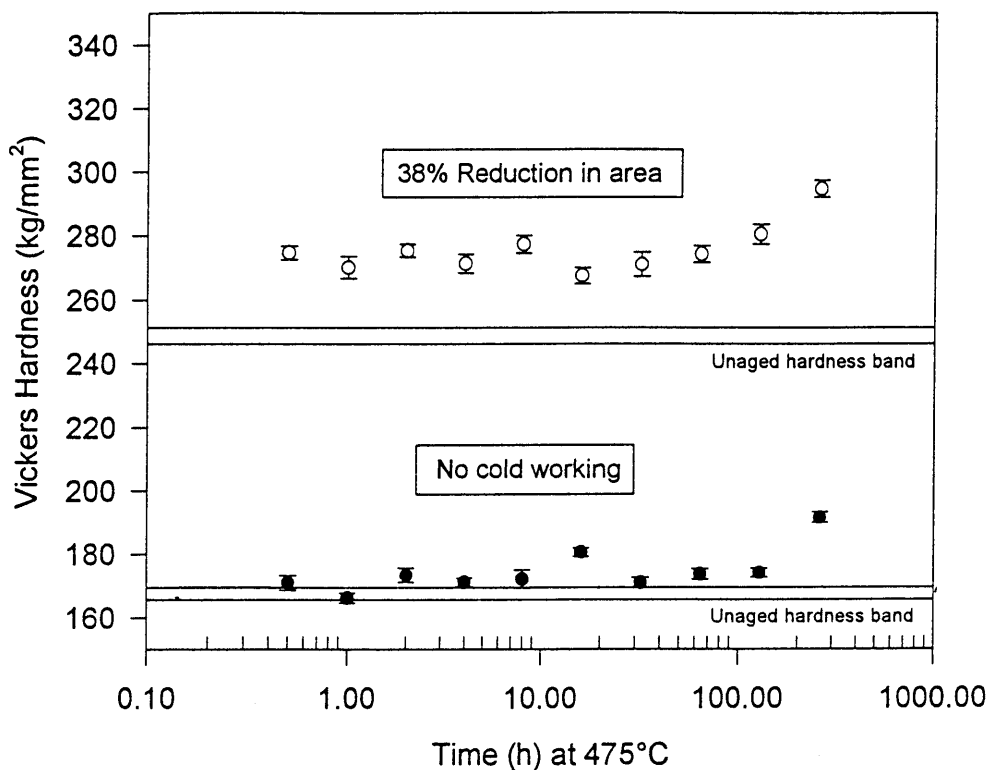 Vickers Hardness (kg/mm²)
340
320
300
280
260
240
220
200
180
160
38% Reduction in area
Unaged hardness band
No cold working
Unaged hardness band
0.10
1.00
10.00
100.00
1000.00
Time (h) at 475°C